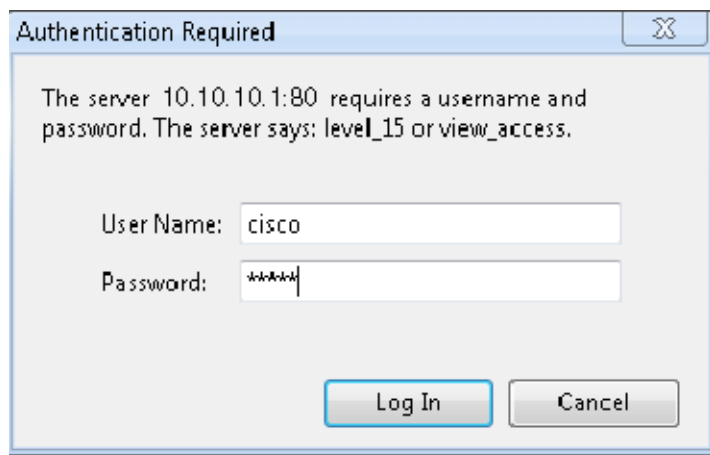 Authentication Required
The server 10.10.10.1:80 requires a username and
password. The server says: level_15 or view_access.
User Name: cisco
Password: *****
Log In Cancel